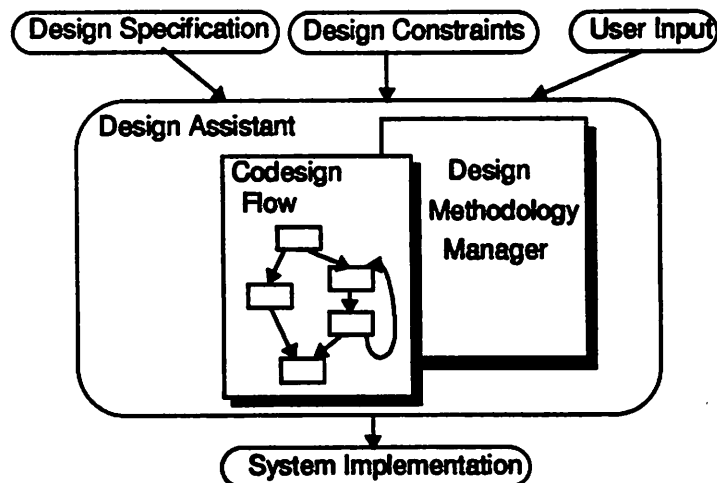 Design Specification
Design Constraints
User Input
Design Assistant
Codesign
Flow
Design
Methodology
Manager
System Implementation